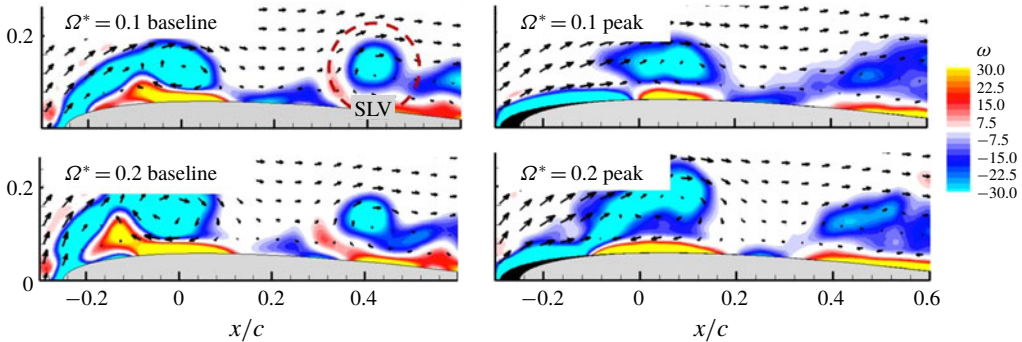 Ω* = 0.1 baseline
Ω* = 0.1 peak
0.2
SLV
ω
30.0
22.5
15.0
7.5
−7.5
−15.0
−22.5
−30.0
Ω* = 0.2 baseline
Ω* = 0.2 peak
0.2
0
−0.2 0 0.2 0.4
−0.2 0 0.2 0.4 0.6
x/c
x/c